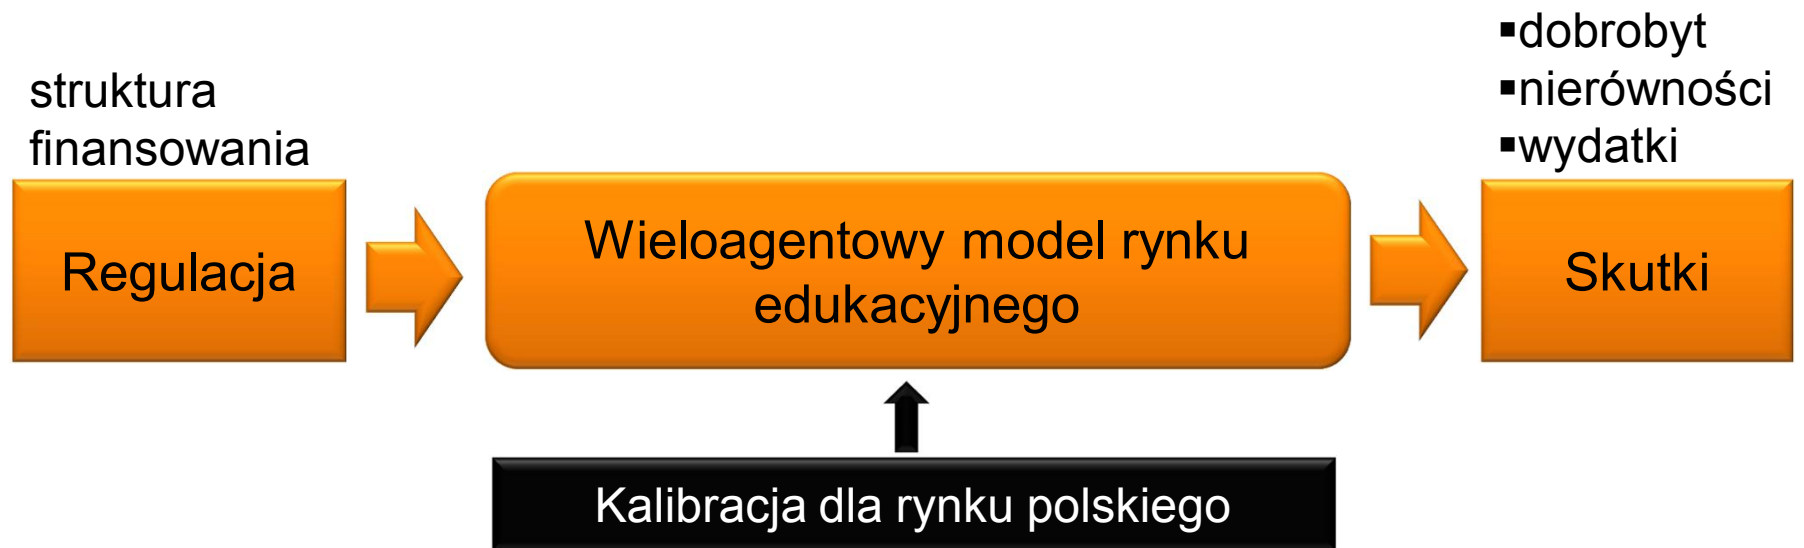 struktura
finansowania
Regulacja
Wieloagentowy model rynku
edukacyjnego
▪dobrobyt
▪nierówności
▪wydatki
Skutki
Kalibracja dla rynku polskiego